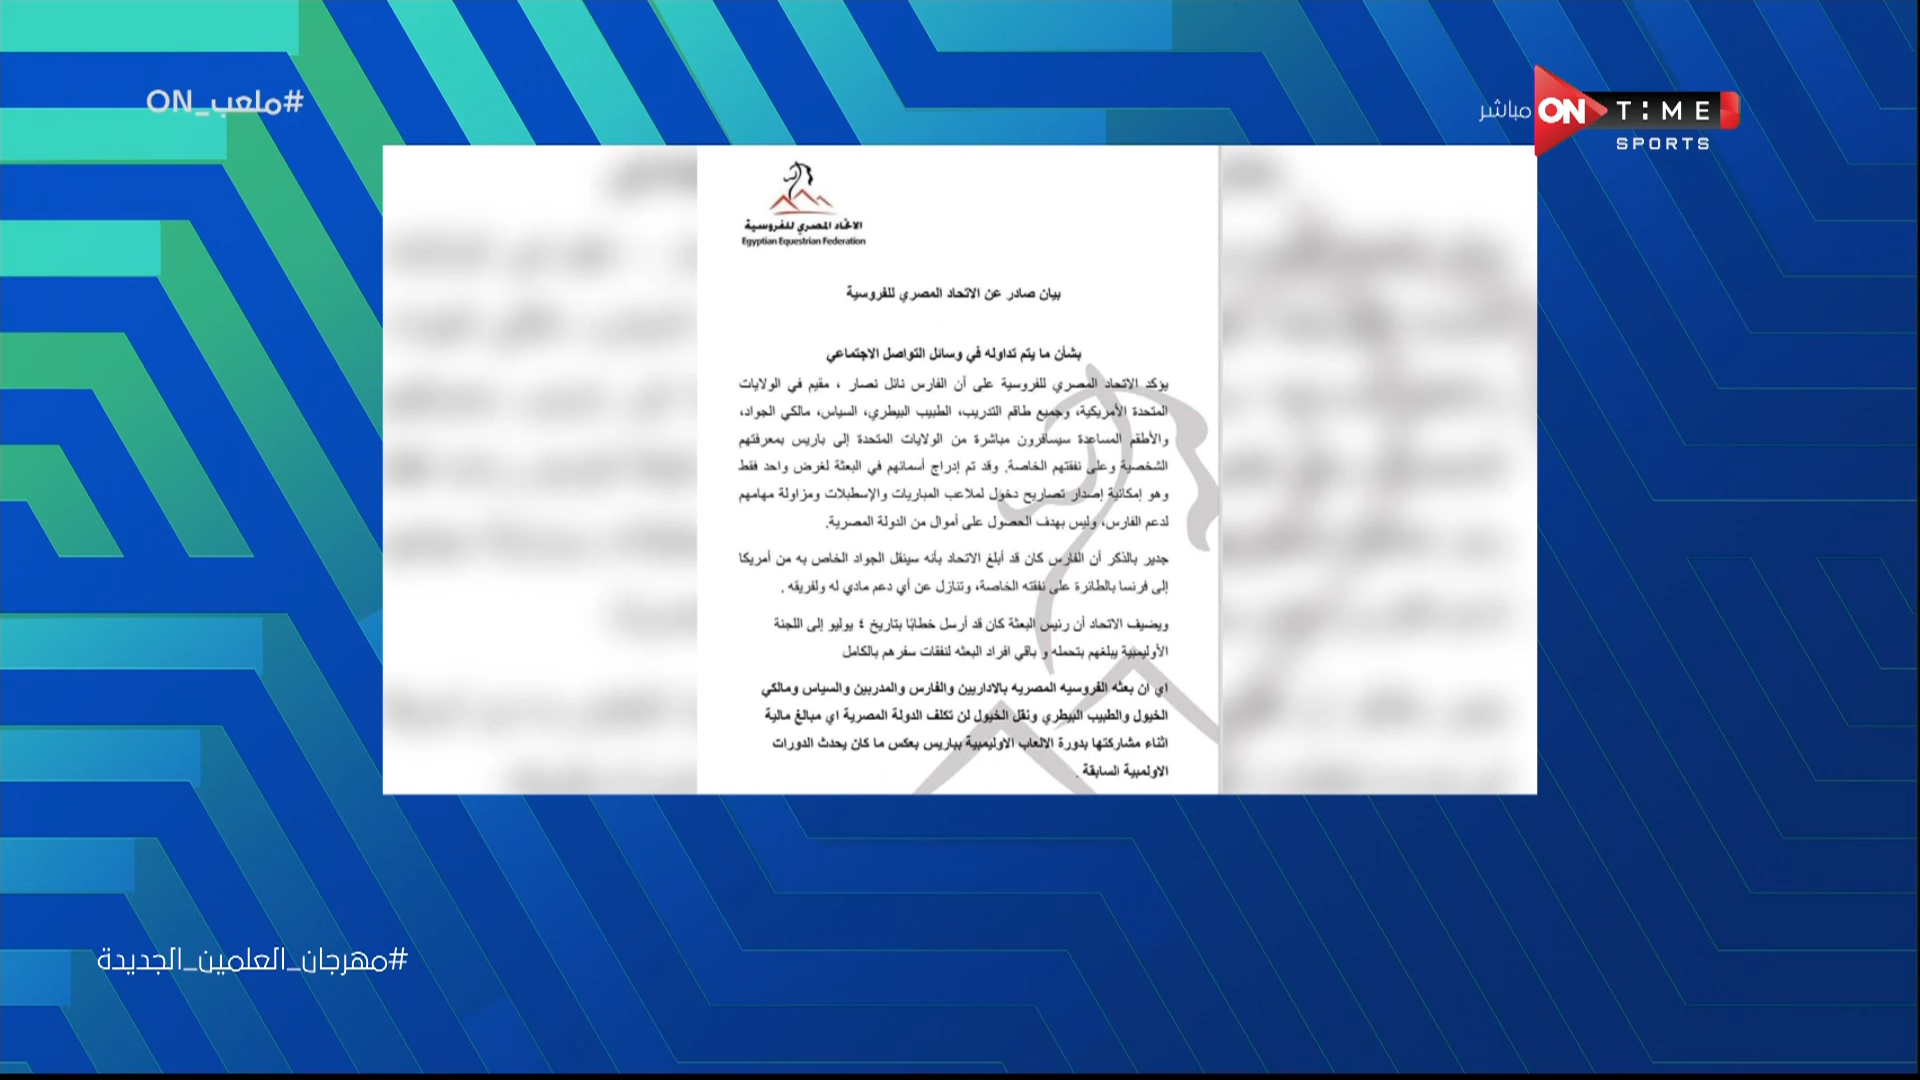 #ملعب_ON
مباشر
ON TIME
SPORTS
الاتحاد المصري للفروسية
Egyptian Equestrian Federation
بيان صادر عن الاتحاد المصري للفروسية
بشأن ما يتم تداوله في وسائل التواصل الاجتماعي
يؤكد الاتحاد المصري للفروسية على أن الفارس نائل نصار ، مقيم في الولايات
المتحدة الأمريكية، وجميع طاقم التدريب، الطبيب البيطري، السياس، مالكي الجواد،
والأطقم المساعدة سيسافرون مباشرة من الولايات المتحدة إلى باريس بمعرفتهم
الشخصية وعلى نفقتهم الخاصة. وقد تم إدراج أسمائهم في البعثة لغرض واحد فقط
وهو إمكانية إصدار تصاريح دخول لملاعب المباريات والإسطبلات ومزاولة مهامهم
لدعم الفارس، وليس بهدف الحصول على أموال من الدولة المصرية.
جدير بالذكر أن الفارس كان قد أبلغ الاتحاد بأنه سينقل الجواد الخاص به من أمريكا
إلى فرنسا بالطائرة على نفقته الخاصة، وتنازل عن أي دعم مادي له ولفريقه .
ويضيف الاتحاد أن رئيس البعثة كان قد أرسل خطابًا بتاريخ ٤ يوليو إلى اللجنة
الأوليمبية يبلغهم بتحمله و باقي افراد البعثه لنفقات سفرهم بالكامل
اي ان بعثه الفروسيه المصريه بالاداريين والفارس والمدربين والسياس ومالكي
الخيول والطبيب البيطري ونقل الخيول لن تكلف الدولة المصرية اي مبالغ مالية
اثناء مشاركتها بدورة الالعاب الاوليمبية بباريس بعكس ما كان يحدث الدورات
الاولمبية السابقة .
#مهرجان_العلمين_الجديدة